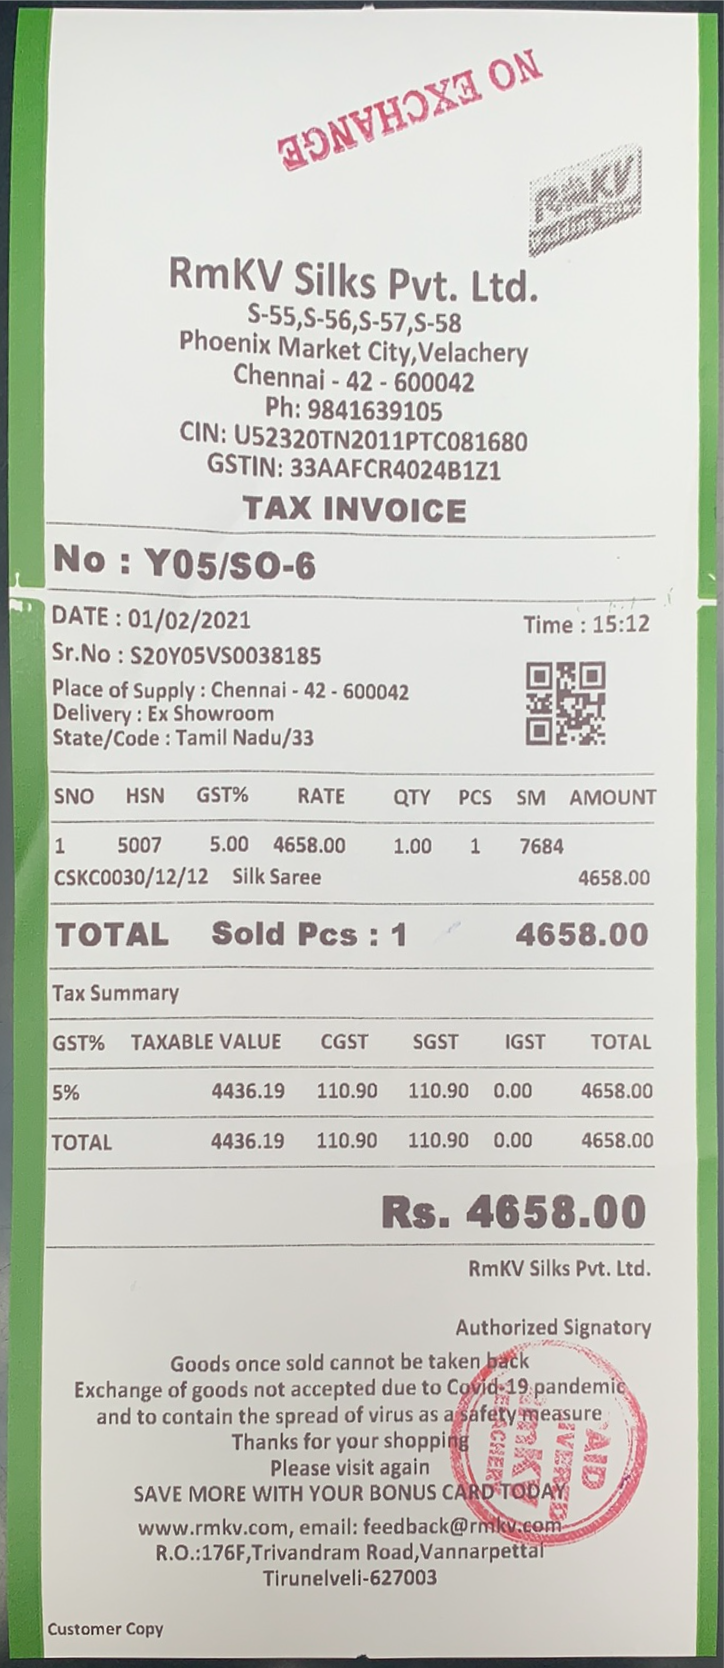 NO EXCHANGE
RmKV
RmKV Silks Pvt. Ltd.
S-55,S-56,S-57,S-58
Phoenix Market City,Velachery
Chennai - 42 - 600042
Ph: 9841639105
CIN: U52320TN2011PTC081680
GSTIN: 33AAFCR4024B1Z1
TAX INVOICE
No : Y05/SO-6
DATE : 01/02/2021 Time : 15:12
Sr.No : S20Y05VS0038185
Place of Supply : Chennai - 42 - 600042
Delivery : Ex Showroom
State/Code : Tamil Nadu/33
SNO HSN GST% RATE QTY PCS SM AMOUNT
1 5007 5.00 4658.00 1.00 1 7684
CSKC0030/12/12 Silk Saree 4658.00
TOTAL Sold Pcs : 1 4658.00
Tax Summary
GST% TAXABLE VALUE CGST SGST IGST TOTAL
5% 4436.19 110.90 110.90 0.00 4658.00
TOTAL 4436.19 110.90 110.90 0.00 4658.00
Rs. 4658.00
RmKV Silks Pvt. Ltd.
Authorized Signatory
Goods once sold cannot be taken back
Exchange of goods not accepted due to Covid-19 pandemic
and to contain the spread of virus as a safety measure
Thanks for your shopping
Please visit again
SAVE MORE WITH YOUR BONUS CARD TODAY
www.rmkv.com, email: feedback@rmkv.com
R.O.:176F,Trivandram Road,Vannarpettai
Tirunelveli-627003
Customer Copy